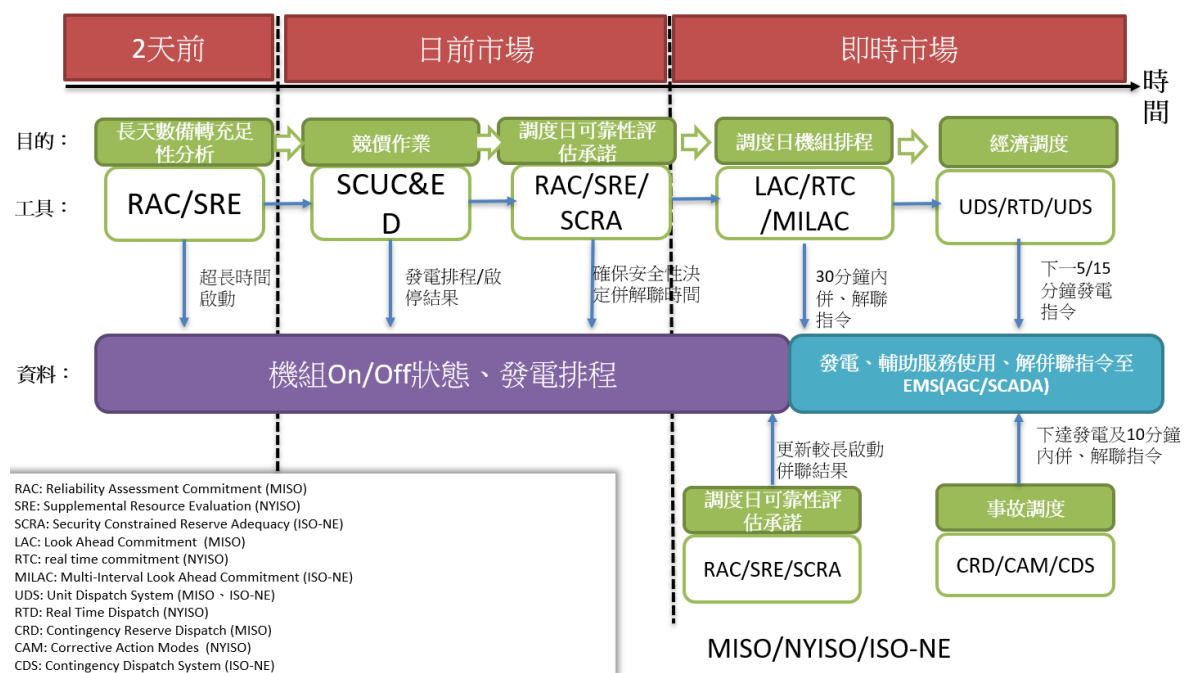 2天前
日前市場
即時市場
時
間
目的：
長天數備轉充足
性分析
競價作業
調度日可靠性評
估承諾
調度日機組排程
經濟調度
工具：
RAC/SRE
SCUC&E
D
RAC/SRE/
SCRA
LAC/RTC
/MILAC
UDS/RTD/UDS
超長時間
啟動
發電排程/啟
停結果
確保安全性決
定併解聯時間
30分鐘內
併、解聯
指令
下一5/15
分鐘發電
指令
資料：
機組On/Off狀態、發電排程
發電、輔助服務使用、解併聯指令至
EMS(AGC/SCADA)
更新較長啟動
併聯結果
下達發電及10分鐘
內併、解聯指令
調度日可靠性評
估承諾
RAC/SRE/SCRA
事故調度
CRD/CAM/CDS
RAC: Reliability Assessment Commitment (MISO)
SRE: Supplemental Resource Evaluation (NYISO)
SCRA: Security Constrained Reserve Adequacy (ISO-NE)
LAC: Look Ahead Commitment (MISO)
RTC: real time commitment (NYISO)
MILAC: Multi-Interval Look Ahead Commitment (ISO-NE)
UDS: Unit Dispatch System (MISO、ISO-NE)
RTD: Real Time Dispatch (NYISO)
CRD: Contingency Reserve Dispatch (MISO)
CAM: Corrective Action Modes (NYISO)
CDS: Contingency Dispatch System (ISO-NE)
MISO/NYISO/ISO-NE